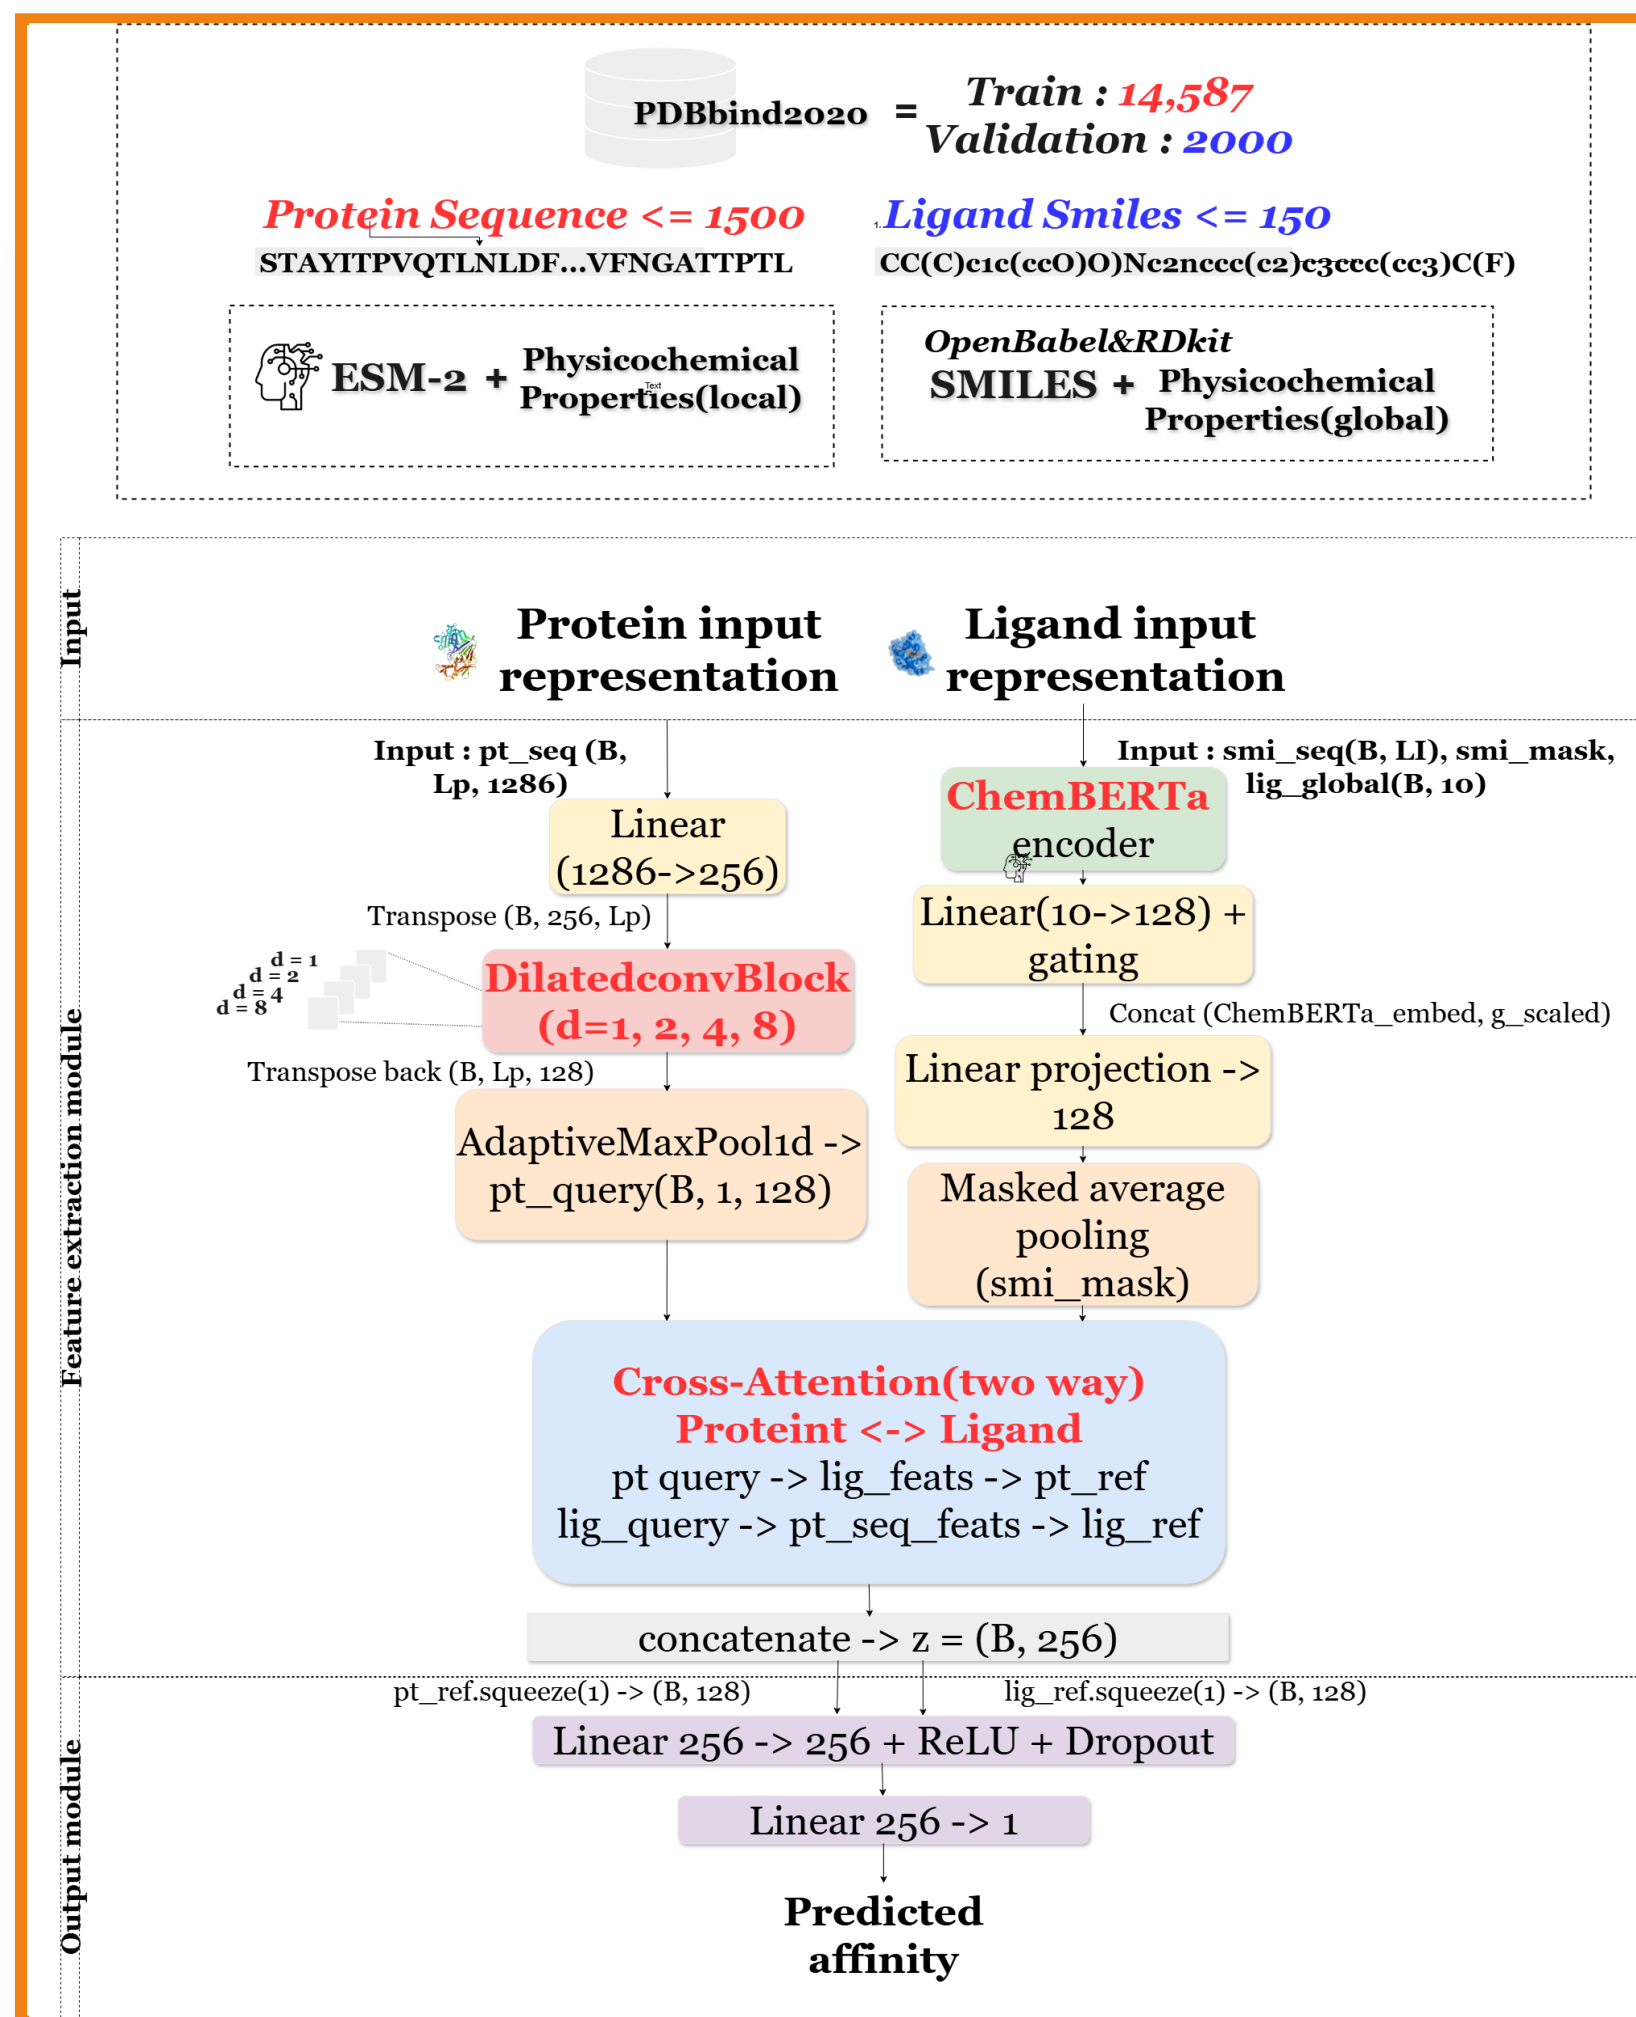 PDBbind2020 =
Train : 14,587
Validation : 2000
Protein Sequence <= 1500
STAYITPVQTLNLDF...VFNGATTPTL
1.
Ligand Smiles <= 150
CC(C)c1c(ccO)O)Nc2nccc(c2)c3cccc(cc3)C(F)
ESM-2 +
Physicochemical
Properties(local)
Text
OpenBabel&RDkit
SMILES +
Physicochemical
Properties(global)
Input
Protein input
representation
Ligand input
representation
Feature extraction module
Input : pt_seq (B,
Lp, 1286)
Linear
(1286->256)
Transpose (B, 256, Lp)
d = 1
d = 2
d = 4
d = 8
DilatedconvBlock
(d=1, 2, 4, 8)
Transpose back (B, Lp, 128)
AdaptiveMaxPool1d ->
pt_query(B, 1, 128)
Input : smi_seq(B, LI), smi_mask,
lig_global(B, 10)
ChemBERTa
encoder
Linear(10->128) +
gating
Concat (ChemBERTa_embed, g_scaled)
Linear projection ->
128
Masked average
pooling
(smi_mask)
Cross-Attention(two way)
Proteint <-> Ligand
pt query -> lig_feats -> pt_ref
lig_query -> pt_seq_feats -> lig_ref
concatenate -> z = (B, 256)
Output module
pt_ref.squeeze(1) -> (B, 128)
lig_ref.squeeze(1) -> (B, 128)
Linear 256 -> 256 + ReLU + Dropout
Linear 256 -> 1
Predicted
affinity